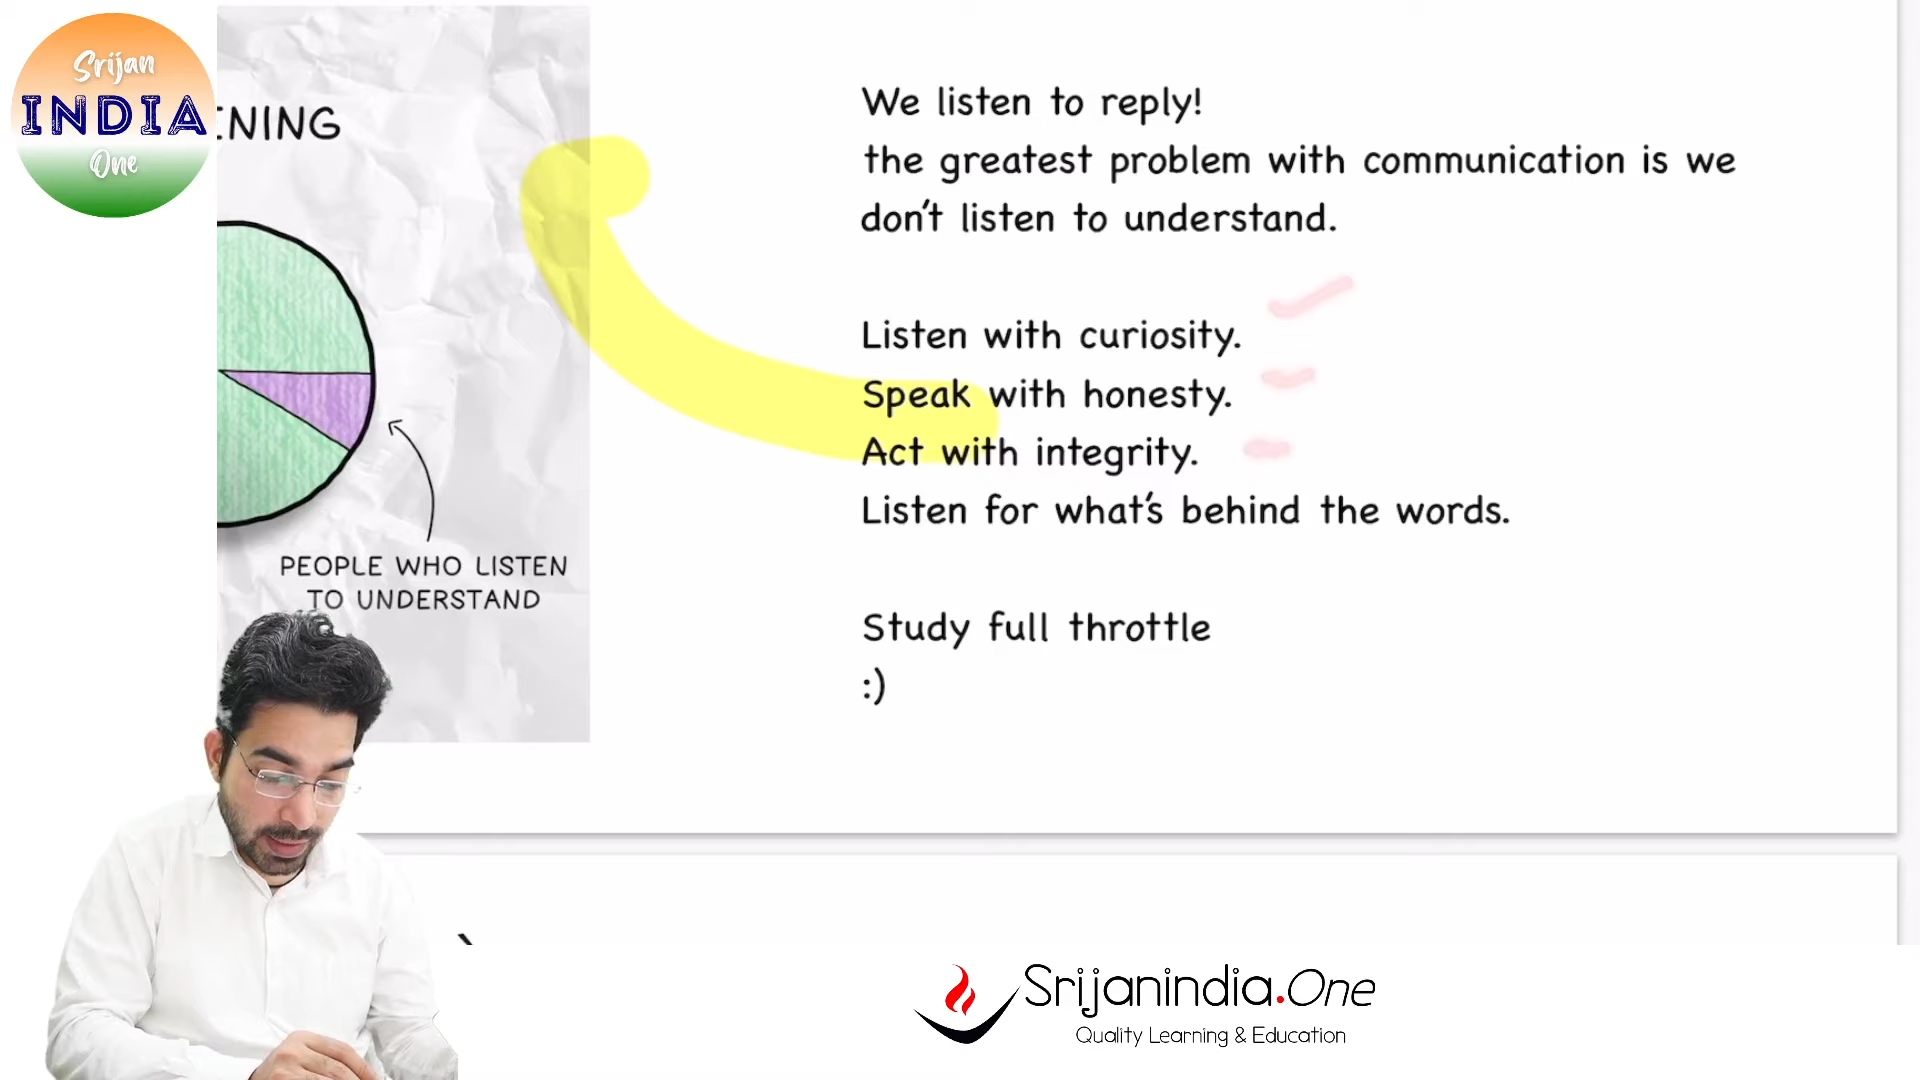 Srijan
INDIA
One
ENING
PEOPLE WHO LISTEN
TO UNDERSTAND
We listen to reply!
the greatest problem with communication is we
don't listen to understand.
Listen with curiosity.
Speak with honesty.
Act with integrity.
Listen for what's behind the words.
Study full throttle
:)
Srijanindia.One
Quality Learning & Education